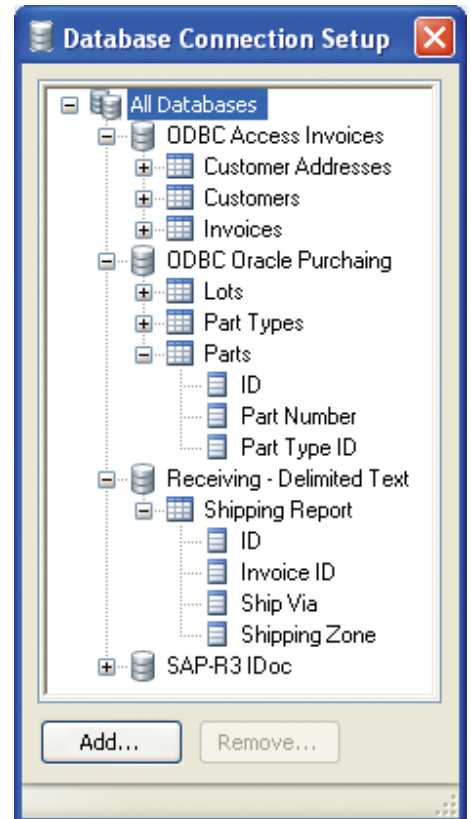 Database Connection Setup
All Databases
ODBC Access Invoices
Customer Addresses
Customers
Invoices
ODBC Oracle Purchaing
Lots
Part Types
Parts
ID
Part Number
Part Type ID
Receiving - Delimited Text
Shipping Report
ID
Invoice ID
Ship Via
Shipping Zone
SAP-R3 IDoc
Add... Remove...